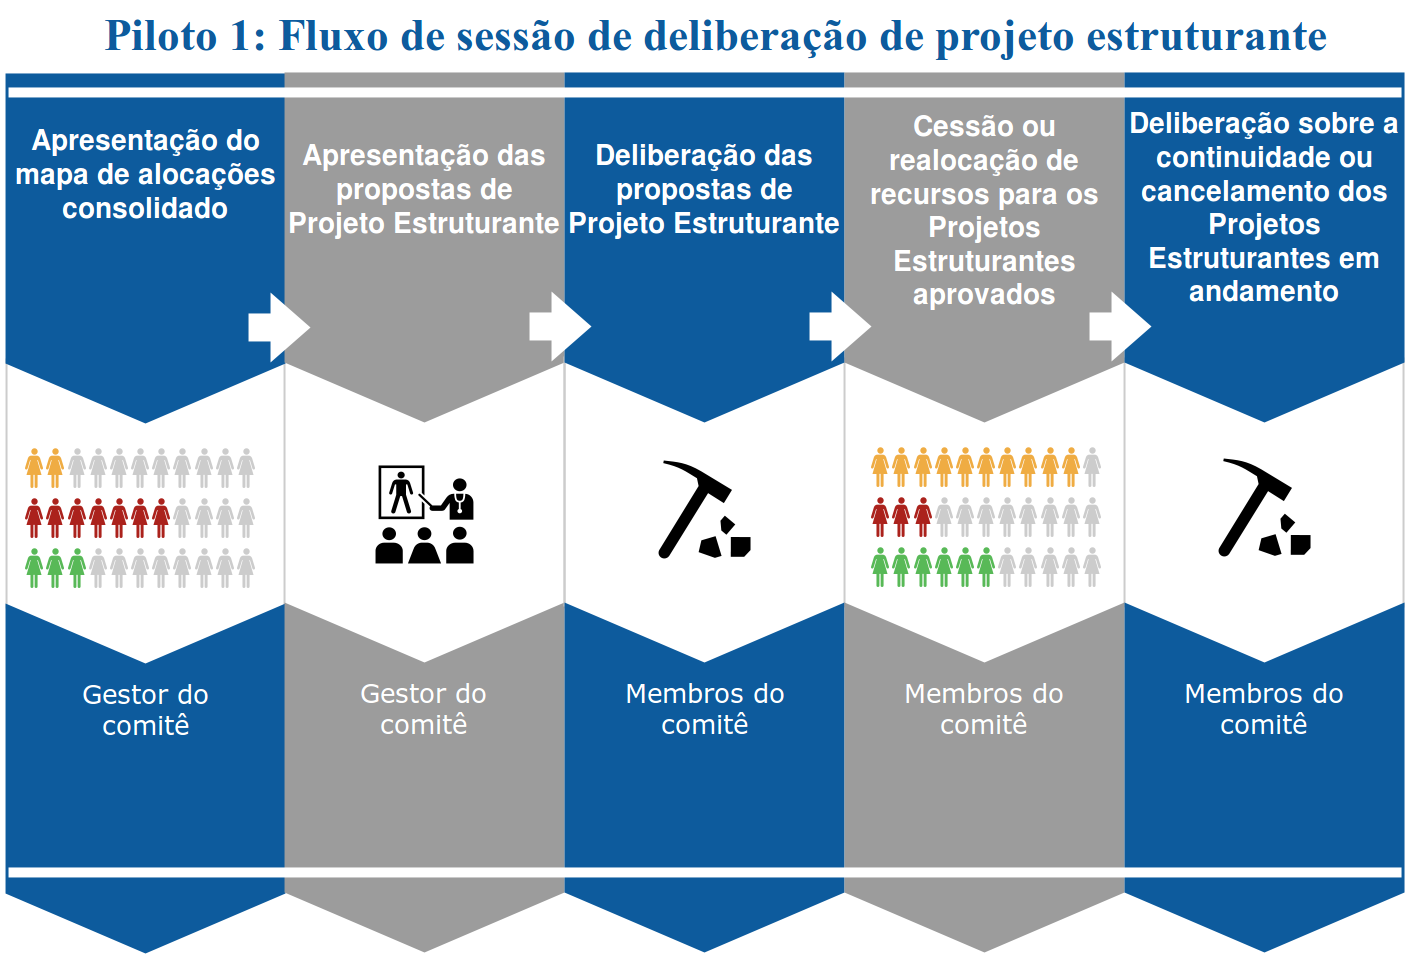 Piloto 1: Fluxo de sessão de deliberação de projeto estruturante
Apresentação do
mapa de alocações
consolidado
Apresentação das
propostas de
Projeto Estruturante
Deliberação das
propostas de
Projeto Estruturante
Cessão ou
realocação de
recursos para os
Projetos
Estruturantes
aprovados
Deliberação sobre a
continuidade ou
cancelamento dos
Projetos
Estruturantes em
andamento
Gestor do
comitê
Gestor do
comitê
Membros do
comitê
Membros do
comitê
Membros do
comitê